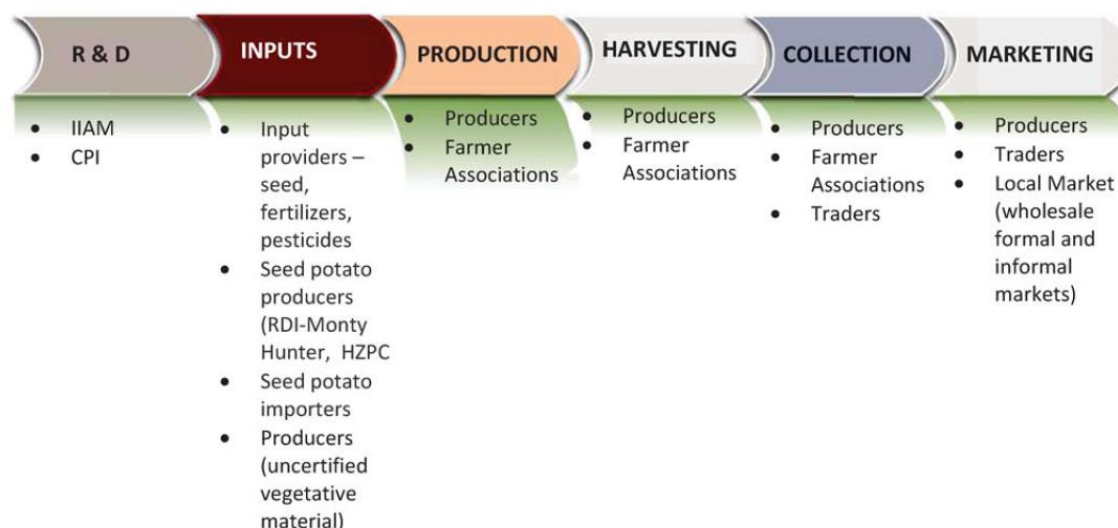 R & D
INPUTS
PRODUCTION
HARVESTING
COLLECTION
MARKETING
• IIAM
• CPI
• Input
providers –
seed,
fertilizers,
pesticides
• Seed potato
producers
(RDI-Monty
Hunter, HZPC
• Seed potato
importers
• Producers
(uncertified
vegetative
material)
• Producers
• Farmer
Associations
• Producers
• Farmer
Associations
• Producers
• Farmer
Associations
• Traders
• Producers
• Traders
• Local Market
(wholesale
formal and
informal
markets)